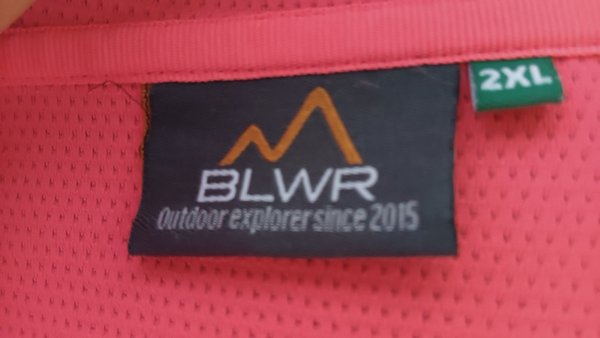 2XL
BLWR
Outdoor explorer since 2015